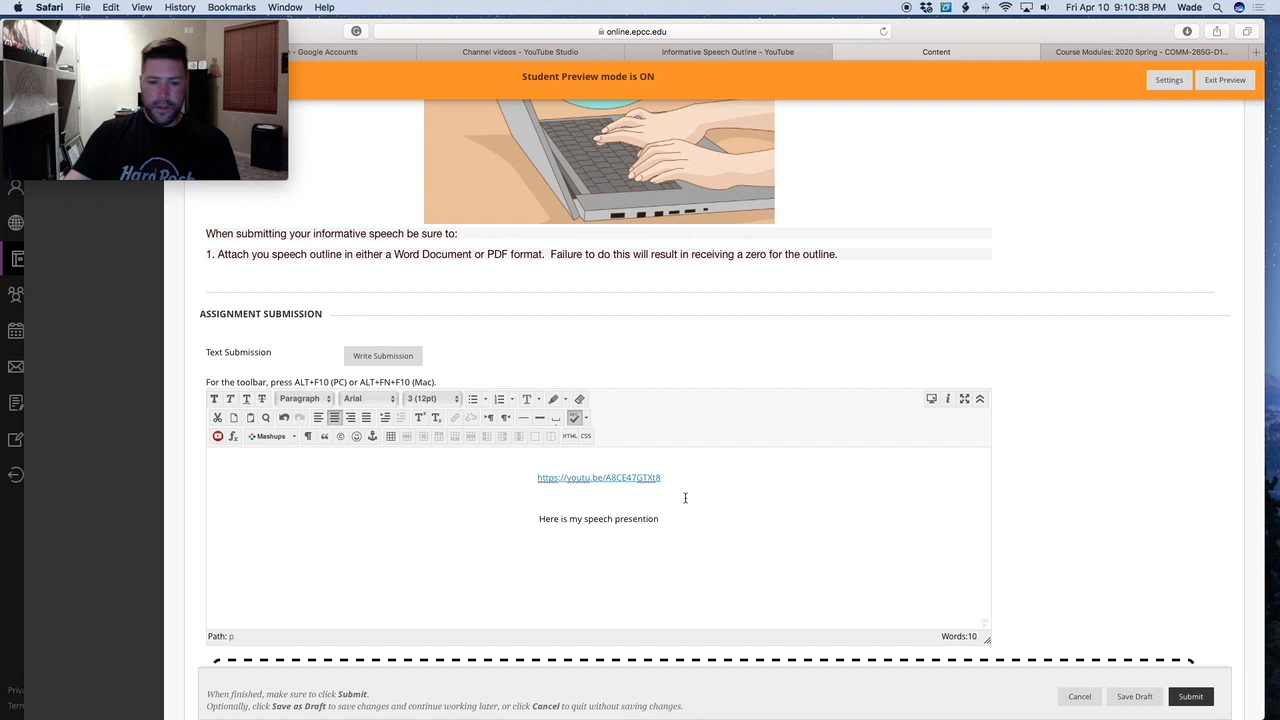 Safari File Edit View History Bookmarks Window Help Fri Apr 10 9:10:38 PM Wade
online.epcc.edu
- Google Accounts Channel videos - YouTube Studio Informative Speech Outline - YouTube Content Course Modules: 2020 Spring - COMM-26SG-D1...
Student Preview mode is ON Settings Exit Preview
Hard Rock
When submitting your informative speech be sure to:
1. Attach you speech outline in either a Word Document or PDF format. Failure to do this will result in receiving a zero for the outline.
ASSIGNMENT SUBMISSION
Text Submission Write Submission
For the toolbar, press ALT+F10 (PC) or ALT+FN+F10 (Mac).
T T T T Paragraph Arial 3 (12pt) T
Mashups HTML CSS
https://youtu.be/A8CE47GTXt8
Here is my speech presention
Path: p Words:10
When finished, make sure to click Submit.
Optionally, click Save as Draft to save changes and continue working later, or click Cancel to quit without saving changes.
Cancel Save Draft Submit
Priva
Term